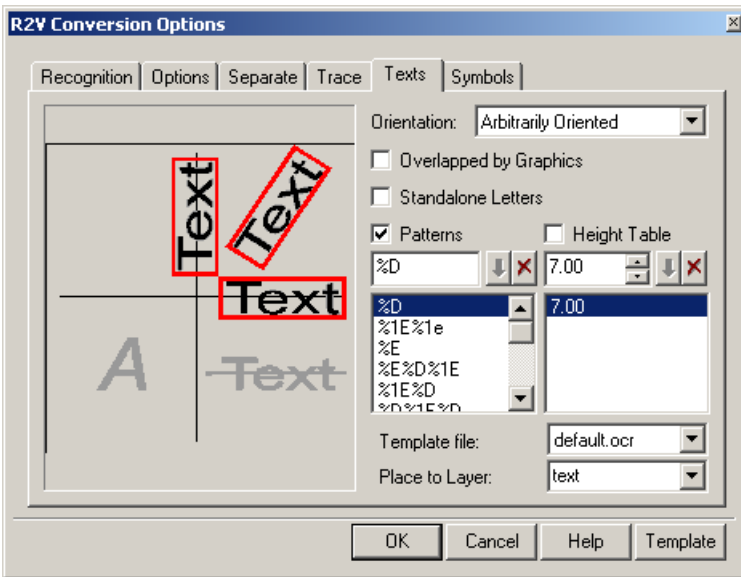 R2V Conversion Options
Recognition Options Separate Trace Texts Symbols
Orientation: Arbitrarily Oriented
Overlapped by Graphics
Standalone Letters
Patterns Height Table
%D 7.00
%D 7.00
%1E%1e
%E
%E%D%1E
%1E%D
%D%1E%D
Text Text
Text
A Text
Template file: default.ocr
Place to Layer: text
OK Cancel Help Template